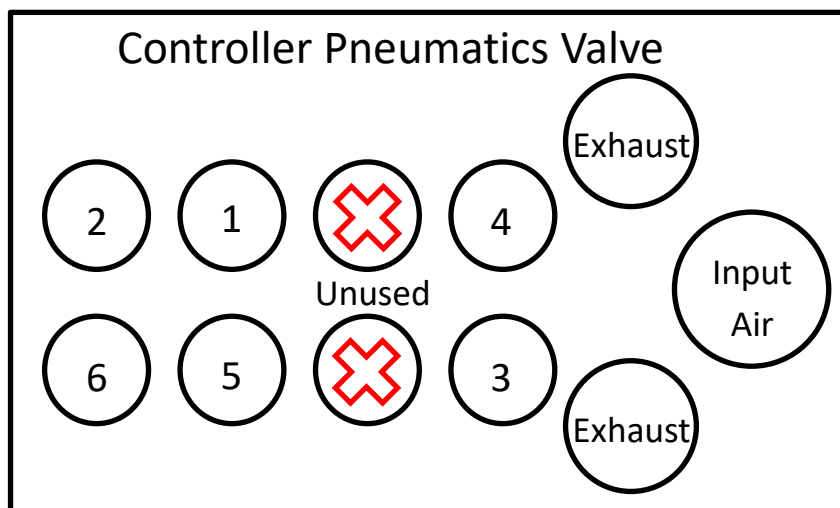 Controller Pneumatics Valve
Exhaust
2 1 4
Input
Air
Unused
6 5 3
Exhaust